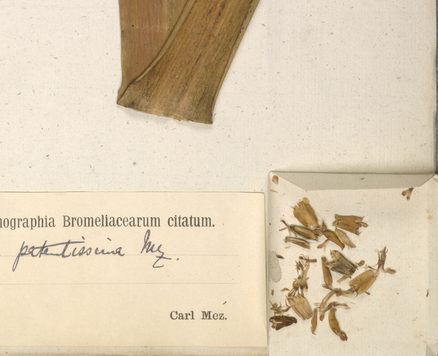 nographia Bromeliacearum citatum.
patentissima Mez.
Carl Mez.